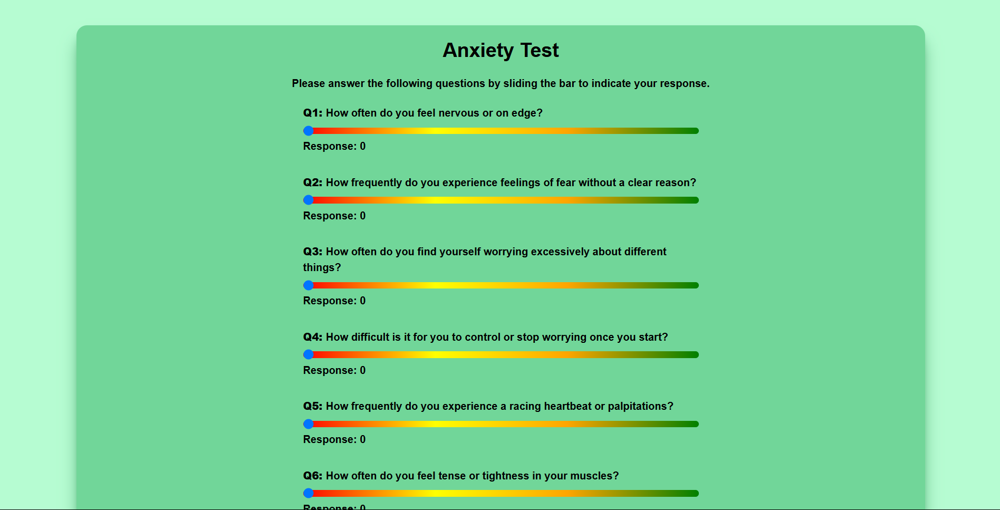 Anxiety Test
Please answer the following questions by sliding the bar to indicate your response.
Q1: How often do you feel nervous or on edge?
Response: 0
Q2: How frequently do you experience feelings of fear without a clear reason?
Response: 0
Q3: How often do you find yourself worrying excessively about different
things?
Response: 0
Q4: How difficult is it for you to control or stop worrying once you start?
Response: 0
Q5: How frequently do you experience a racing heartbeat or palpitations?
Response: 0
Q6: How often do you feel tense or tightness in your muscles?
Response: 0